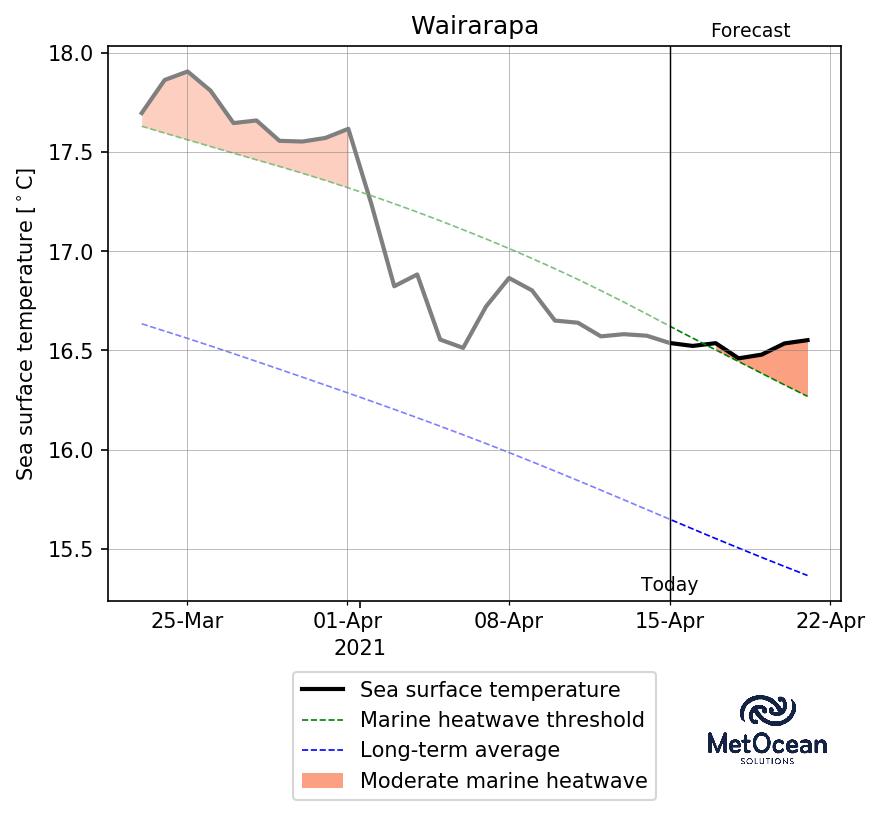 Wairarapa
Forecast
18.0
17.5
17.0
16.5
16.0
15.5
Sea surface temperature [°C]
Today
25-Mar
01-Apr
08-Apr
15-Apr
22-Apr
2021
Sea surface temperature
Marine heatwave threshold
Long-term average
Moderate marine heatwave
MetOcean
SOLUTIONS